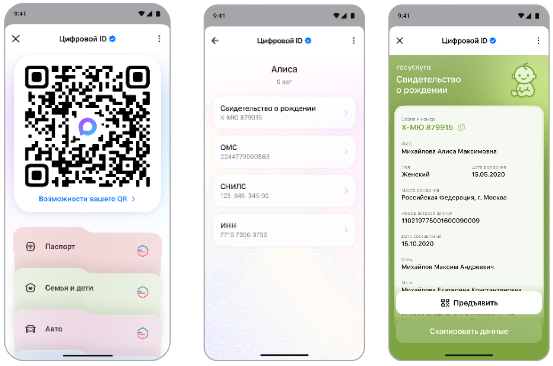 9:41
Цифровой ID
Возможности вашего QR >
Паспорт
Семья и дети
Авто
9:41
Цифровой ID
Алиса
5 лет
Свидетельство о рождении
X-МЮ 879915
ОМС
2244779900889
СНИЛС
123-345-345 90
ИНН
7715 7306 3753
9:41
Цифровой ID
госуслуги
Свидетельство
о рождении
Серия и номер
X-МЮ 879915
ФИО
Михайлова Алиса Максимовна
Пол
Дата рождения
Женский
15.05.2020
Место рождения
Российская Федерация, г. Москва
Номер актовой записи
110219775001600090009
Дата составления
15.10.2020
Отец
Михайлов Максим Андреевич
Мать
Михайлова Екатерина Константиновна
Предъявить
Скопировать данные